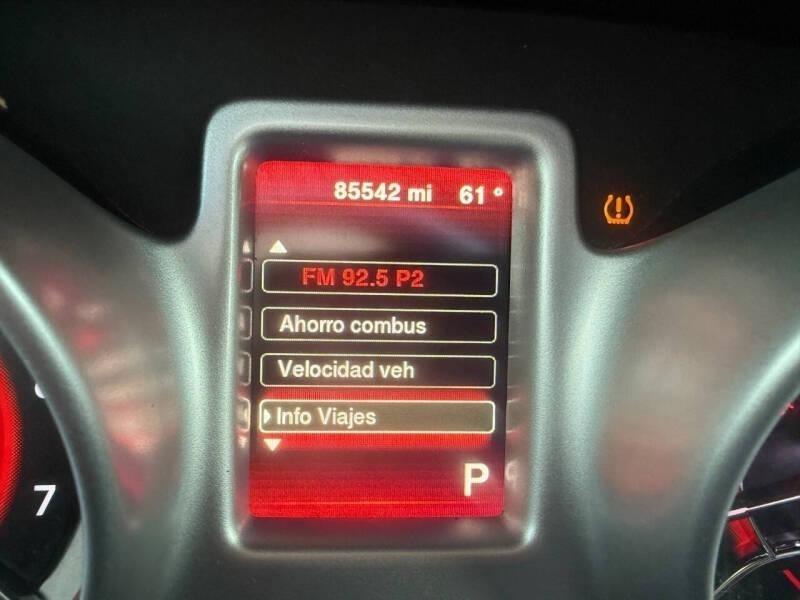 85542 mi 61°
FM 92.5 P2
Ahorro combus
Velocidad veh
Info Viajes
P
7